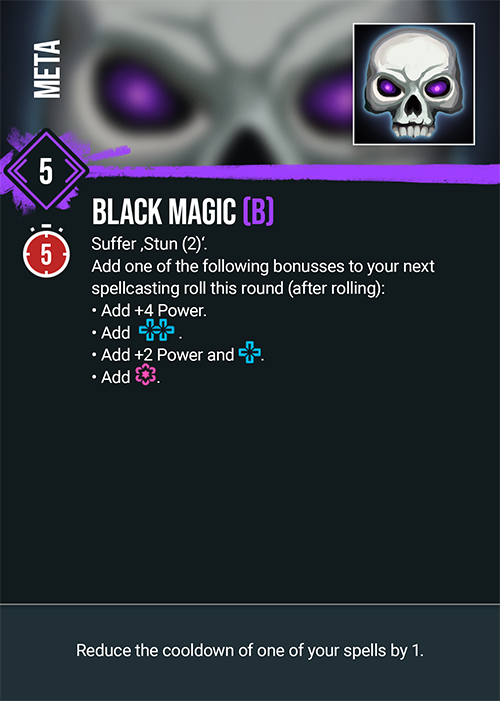 META
5
BLACK MAGIC (B)
5
Suffer ‚Stun (2)‘.
Add one of the following bonusses to your next
spellcasting roll this round (after rolling):
• Add +4 Power.
• Add .
• Add +2 Power and .
• Add .
Reduce the cooldown of one of your spells by 1.